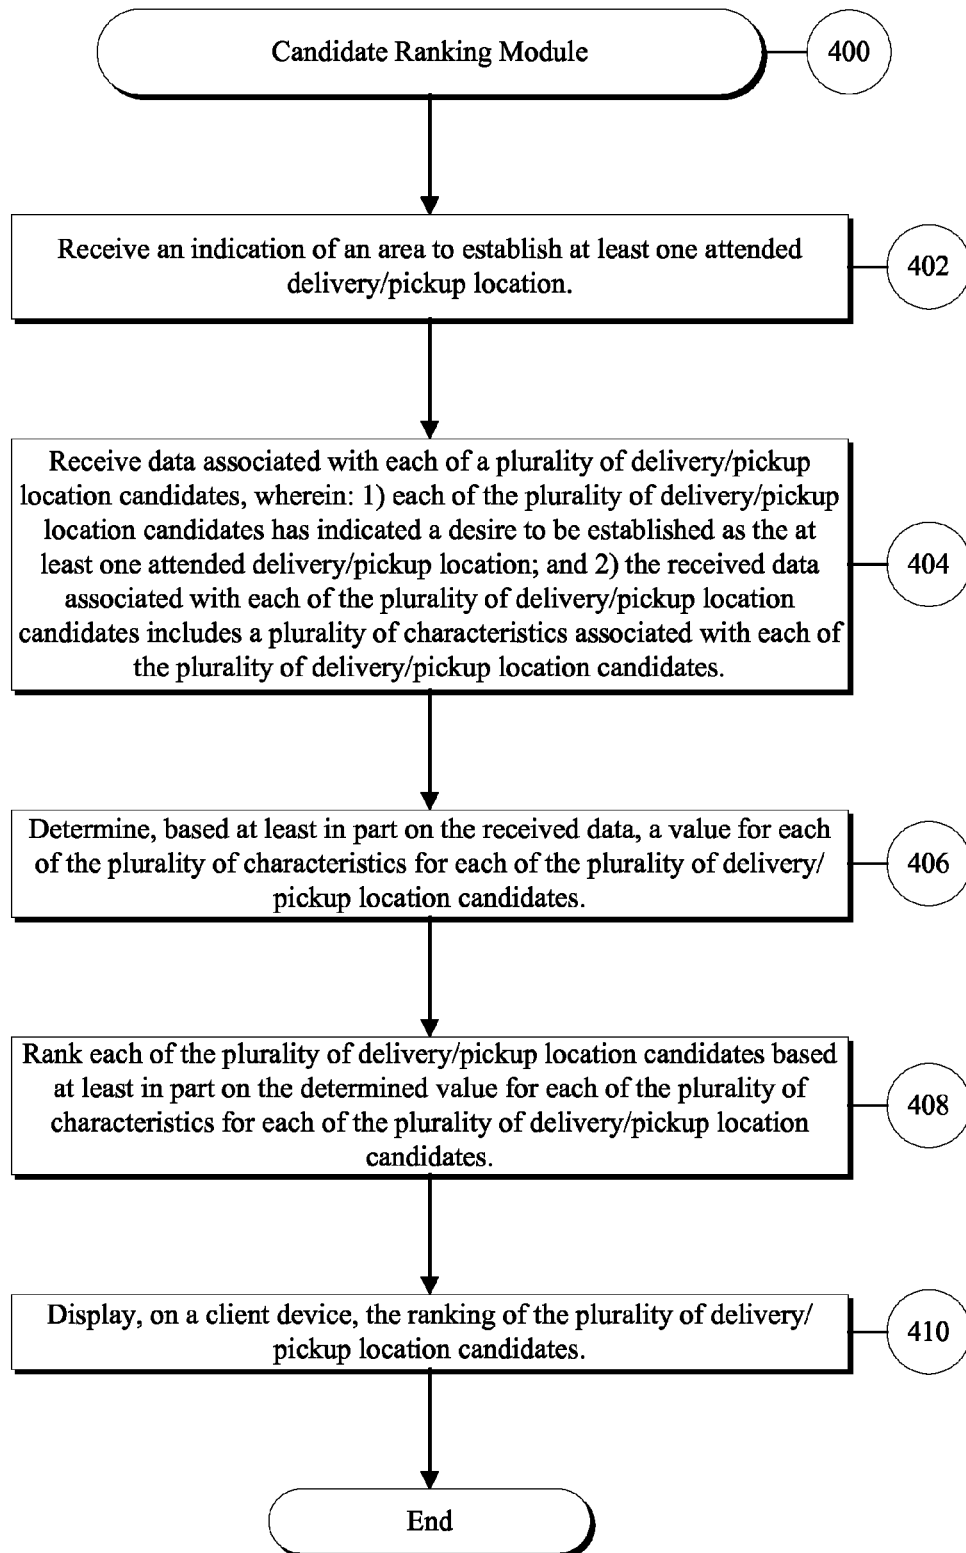 Candidate Ranking Module
400
Receive an indication of an area to establish at least one attended
delivery/pickup location.
402
Receive data associated with each of a plurality of delivery/pickup
location candidates, wherein: 1) each of the plurality of delivery/pickup
location candidates has indicated a desire to be established as the at
least one attended delivery/pickup location; and 2) the received data
associated with each of the plurality of delivery/pickup location
candidates includes a plurality of characteristics associated with each of
the plurality of delivery/pickup location candidates.
404
Determine, based at least in part on the received data, a value for each
of the plurality of characteristics for each of the plurality of delivery/
pickup location candidates.
406
Rank each of the plurality of delivery/pickup location candidates based
at least in part on the determined value for each of the plurality of
characteristics for each of the plurality of delivery/pickup location
candidates.
408
Display, on a client device, the ranking of the plurality of delivery/
pickup location candidates.
410
End